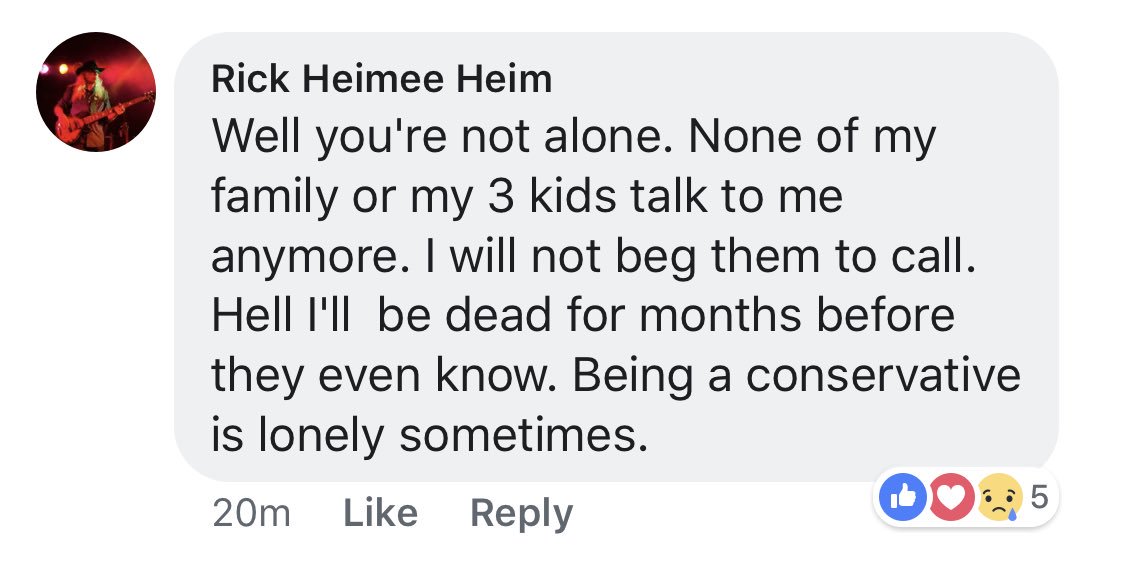 Rick Heimee Heim
Well you're not alone. None of my
family or my 3 kids talk to me
anymore. I will not beg them to call.
Hell I'll  be dead for months before
they even know. Being a conservative
is lonely sometimes.
20m Like Reply 5